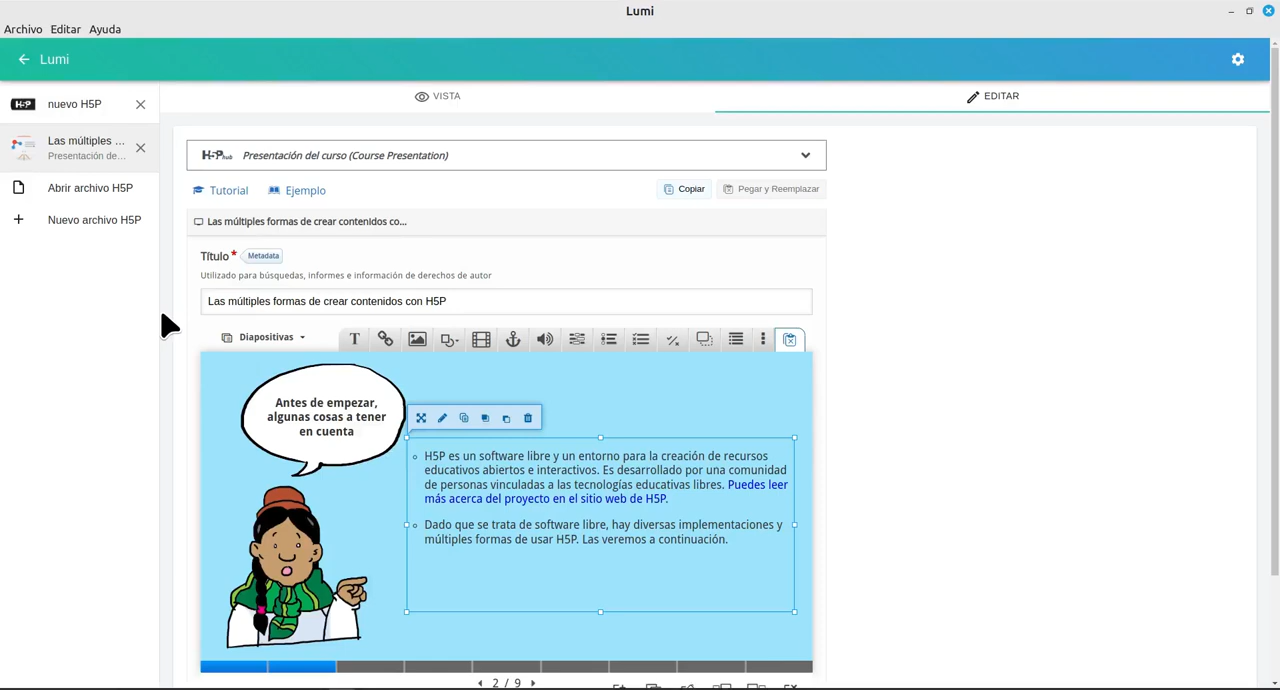 Lumi
Archivo Editar Ayuda
Lumi
H5P nuevo H5P
VISTA
EDITAR
Las múltiples ...
Presentación de...
Abrir archivo H5P
Nuevo archivo H5P
H5P hub Presentación del curso (Course Presentation)
Tutorial Ejemplo Copiar Pegar y Reemplazar
Las múltiples formas de crear contenidos co...
Título* Metadata
Utilizado para búsquedas, informes e información de derechos de autor
Las múltiples formas de crear contenidos con H5P
Diapositivas
Antes de empezar,
algunas cosas a tener
en cuenta
H5P es un software libre y un entorno para la creación de recursos
educativos abiertos e interactivos. Es desarrollado por una comunidad
de personas vinculadas a las tecnologías educativas libres. Puedes leer
más acerca del proyecto en el sitio web de H5P.
Dado que se trata de software libre, hay diversas implementaciones y
múltiples formas de usar H5P. Las veremos a continuación.
2 / 9